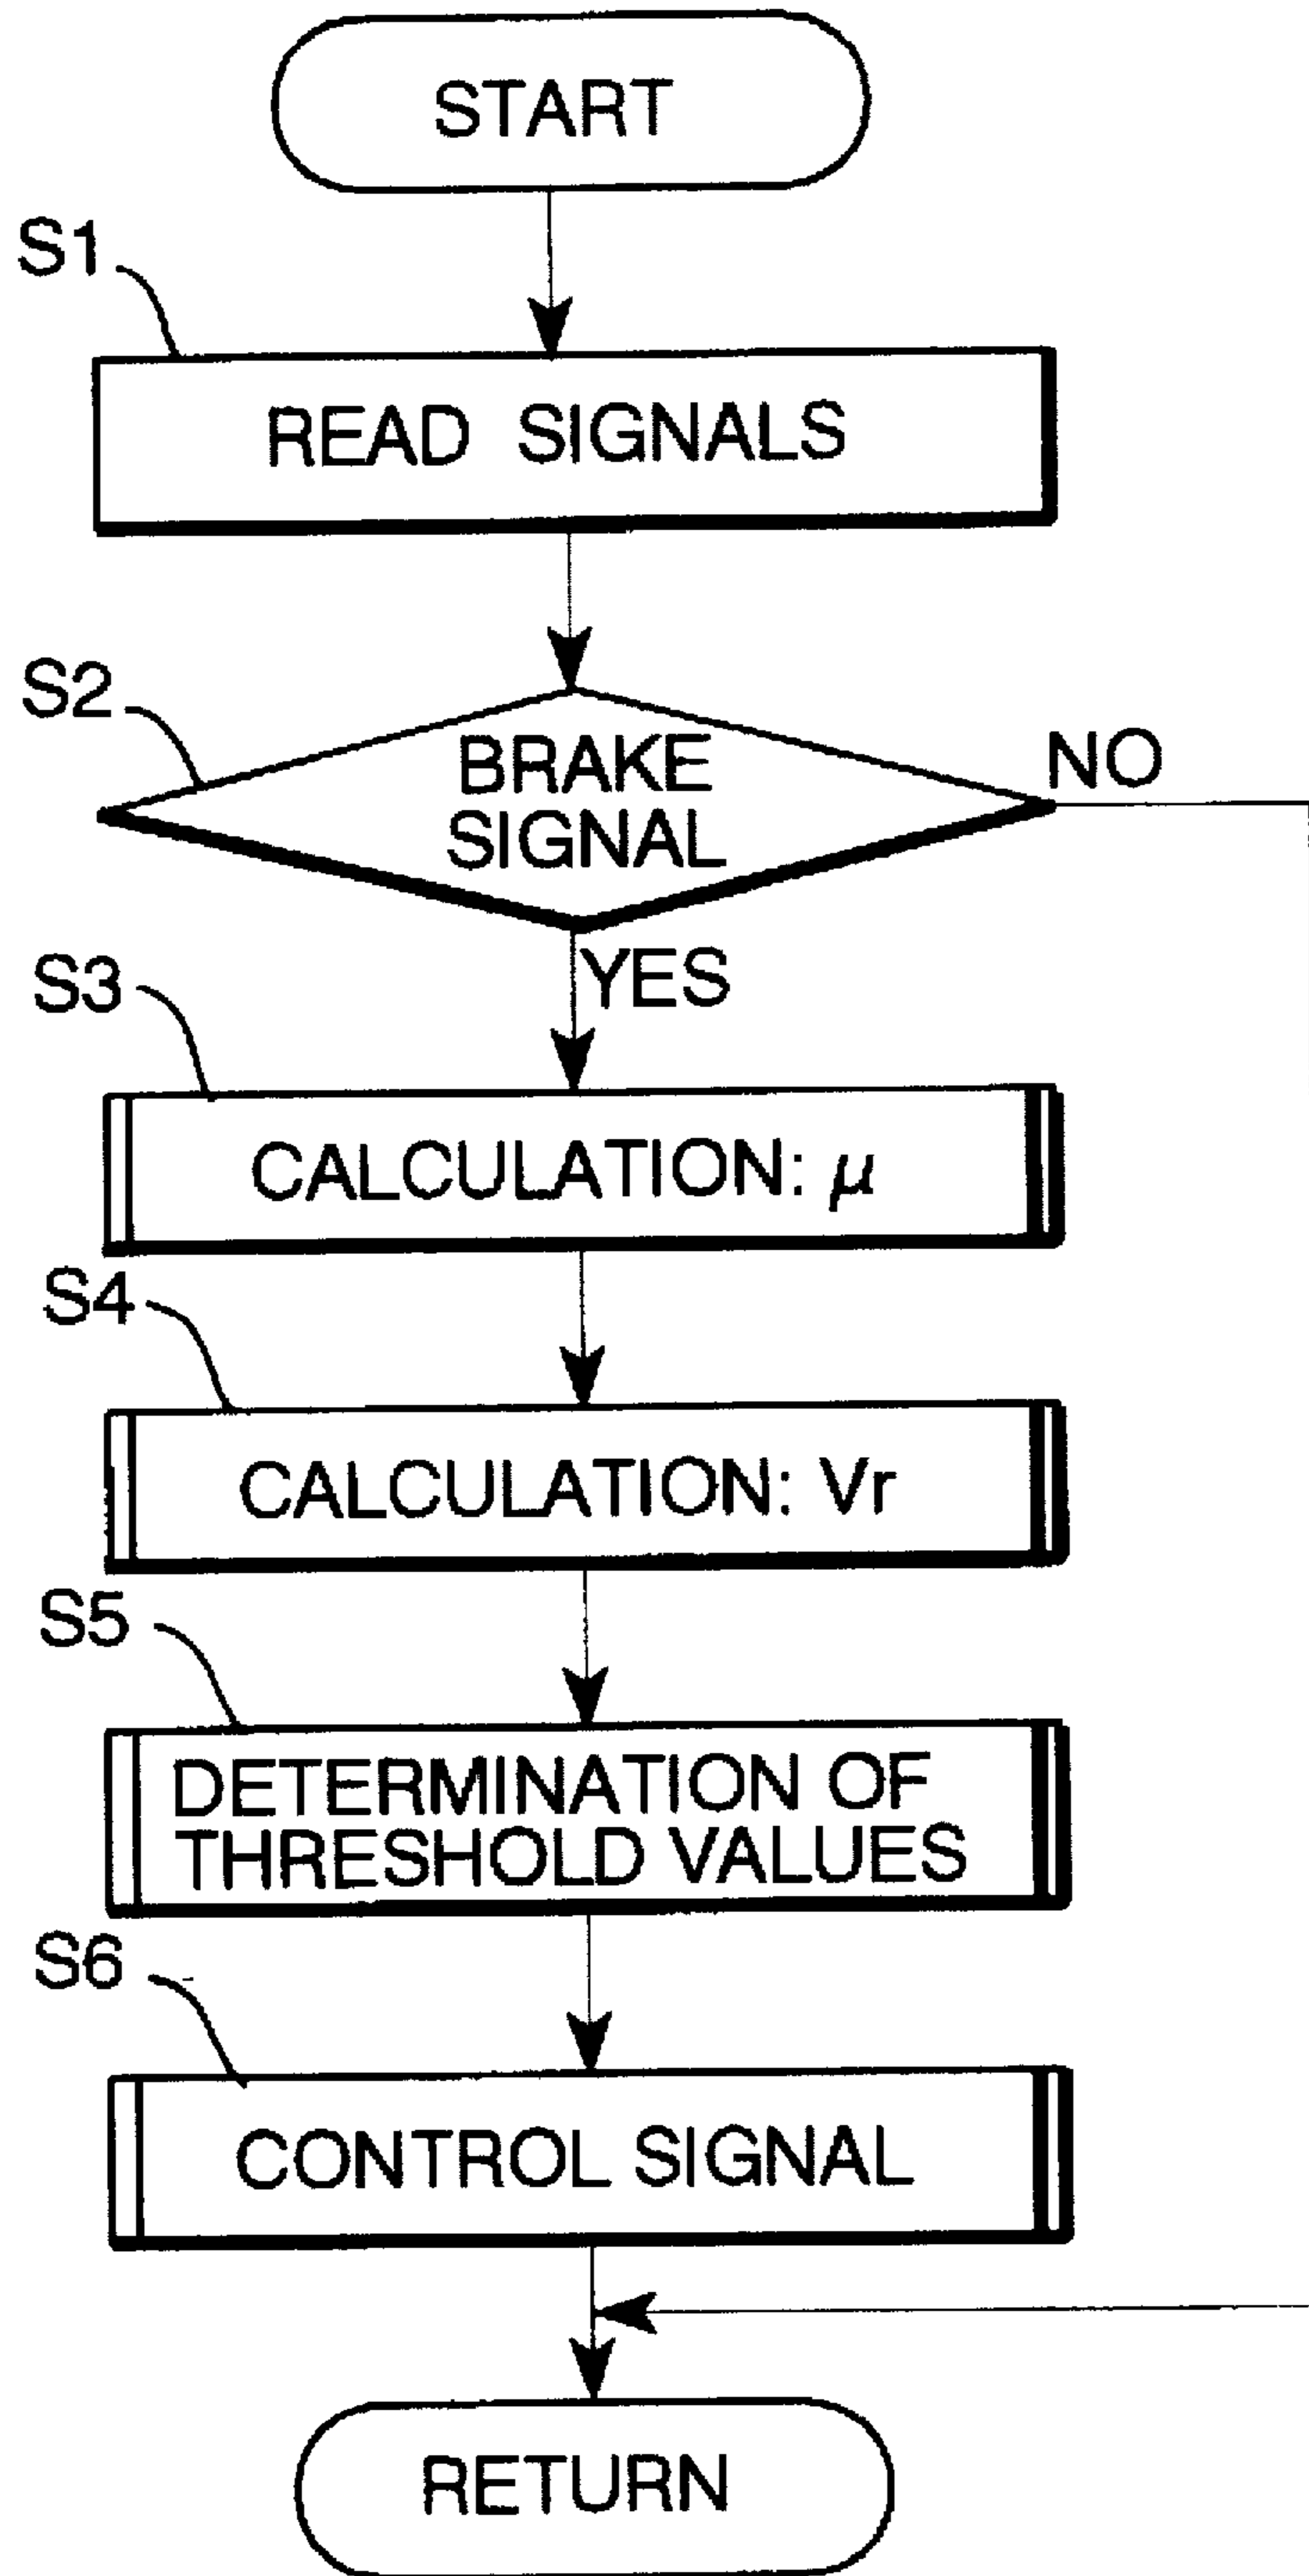 START
S1
READ SIGNALS
S2
BRAKE
SIGNAL
NO
YES
S3
CALCULATION: μ
S4
CALCULATION: Vr
S5
DETERMINATION OF
THRESHOLD VALUES
S6
CONTROL SIGNAL
RETURN